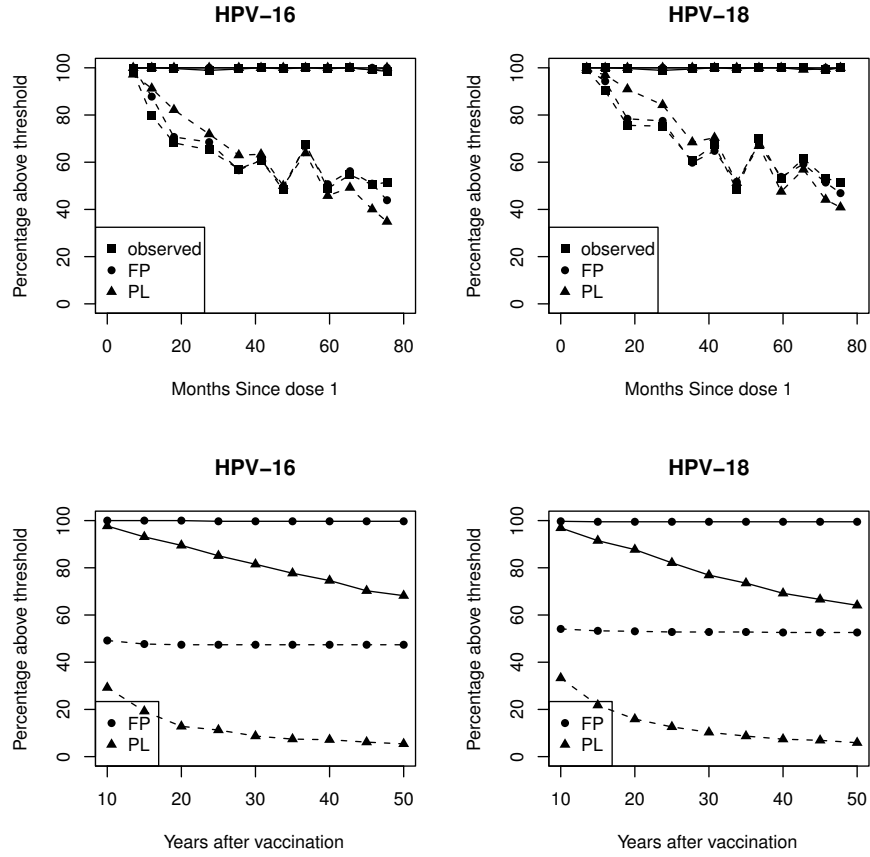 HPV−16
Percentage above threshold
100
80
60
40
20
0
observed
FP
PL
0 20 40 60 80
Months Since dose 1
HPV−18
Percentage above threshold
100
80
60
40
20
0
observed
FP
PL
0 20 40 60 80
Months Since dose 1
HPV−16
Percentage above threshold
100
80
60
40
20
0
FP
PL
10 20 30 40 50
Years after vaccination
HPV−18
Percentage above threshold
100
80
60
40
20
0
FP
PL
10 20 30 40 50
Years after vaccination